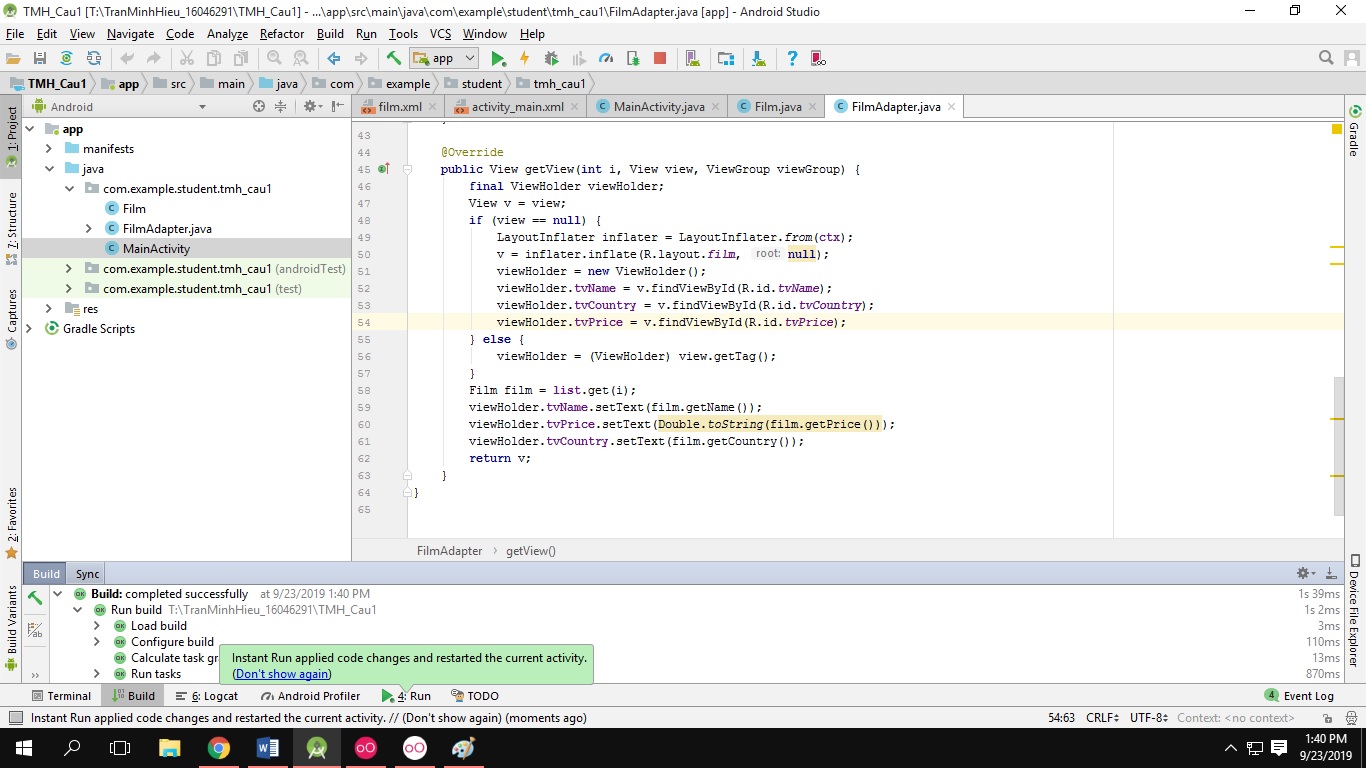 TMH_Cau1 [T:\TranMinhHieu_16046291\TMH_Cau1] - ...\app\src\main\java\com\example\student\tmh_cau1\FilmAdapter.java [app] - Android Studio
File Edit View Navigate Code Analyze Refactor Build Run Tools VCS Window Help
app
TMH_Cau1 app src main java com example student tmh_cau1
Android
film.xml activity_main.xml MainActivity.java Film.java FilmAdapter.java
1: Project
Z: Structure
Captures
2: Favorites
Build Variants
app
manifests
java
com.example.student.tmh_cau1
Film
FilmAdapter.java
MainActivity
com.example.student.tmh_cau1 (androidTest)
com.example.student.tmh_cau1 (test)
res
Gradle Scripts
43
44 @Override
45 public View getView(int i, View view, ViewGroup viewGroup) {
46 final ViewHolder viewHolder;
47 View v = view;
48 if (view == null) {
49 LayoutInflater inflater = LayoutInflater.from(ctx);
50 v = inflater.inflate(R.layout.film, root: null);
51 viewHolder = new ViewHolder();
52 viewHolder.tvName = v.findViewById(R.id.tvName);
53 viewHolder.tvCountry = v.findViewById(R.id.tvCountry);
54 viewHolder.tvPrice = v.findViewById(R.id.tvPrice);
55 } else {
56 viewHolder = (ViewHolder) view.getTag();
57 }
58 Film film = list.get(i);
59 viewHolder.tvName.setText(film.getName());
60 viewHolder.tvPrice.setText(Double.toString(film.getPrice()));
61 viewHolder.tvCountry.setText(film.getCountry());
62 return v;
63 }
64 }
65
FilmAdapter getView()
Gradle
Device File Explorer
Build Sync
Build: completed successfully at 9/23/2019 1:40 PM 1s 39ms
Run build T:\TranMinhHieu_16046291\TMH_Cau1 1s 2ms
Load build 3ms
Configure build 110ms
Calculate task gr 13ms
Run tasks 870ms
Instant Run applied code changes and restarted the current activity.
(Don't show again)
Terminal Build 6: Logcat Android Profiler 4: Run TODO 4 Event Log
Instant Run applied code changes and restarted the current activity. // (Don't show again) (moments ago) 54:63 CRLF UTF-8 Context: <no context>
1:40 PM
9/23/2019